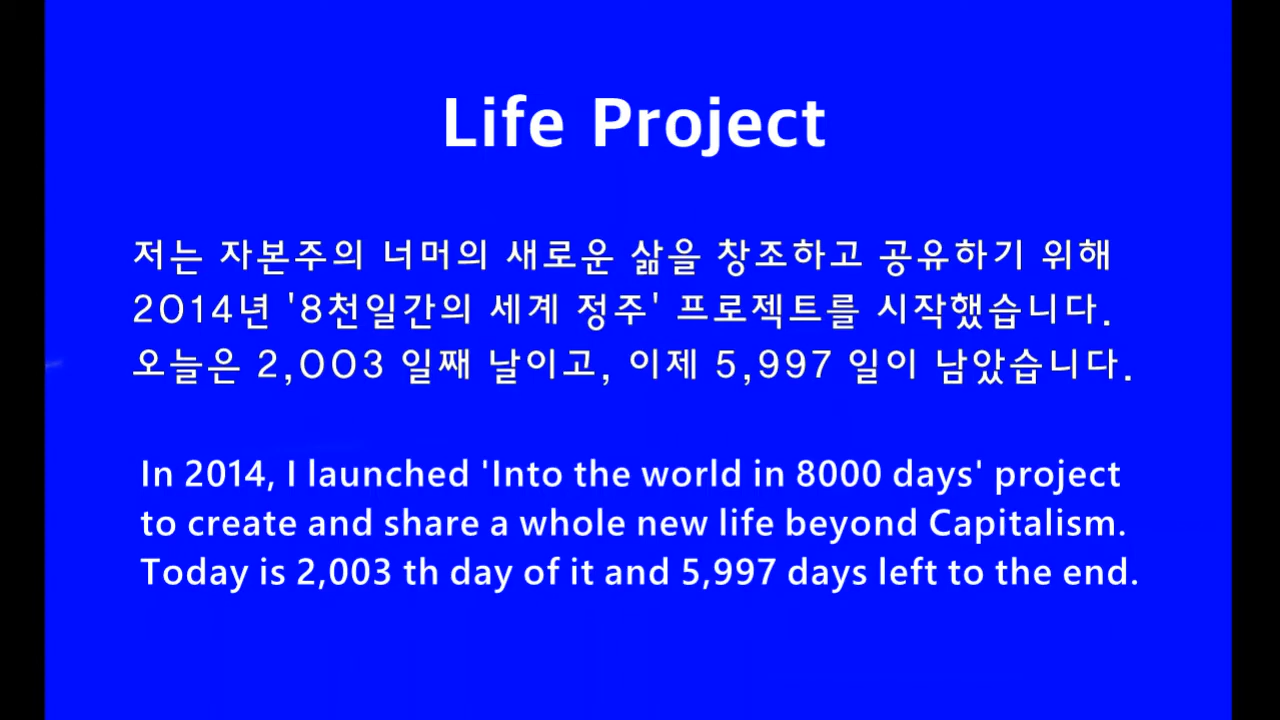 Life Project
저는 자본주의 너머의 새로운 삶을 창조하고 공유하기 위해
2014년 '8천일간의 세계 정주' 프로젝트를 시작했습니다.
오늘은 2,003 일째 날이고, 이제 5,997 일이 남았습니다.
In 2014, I launched 'Into the world in 8000 days' project
to create and share a whole new life beyond Capitalism.
Today is 2,003 th day of it and 5,997 days left to the end.